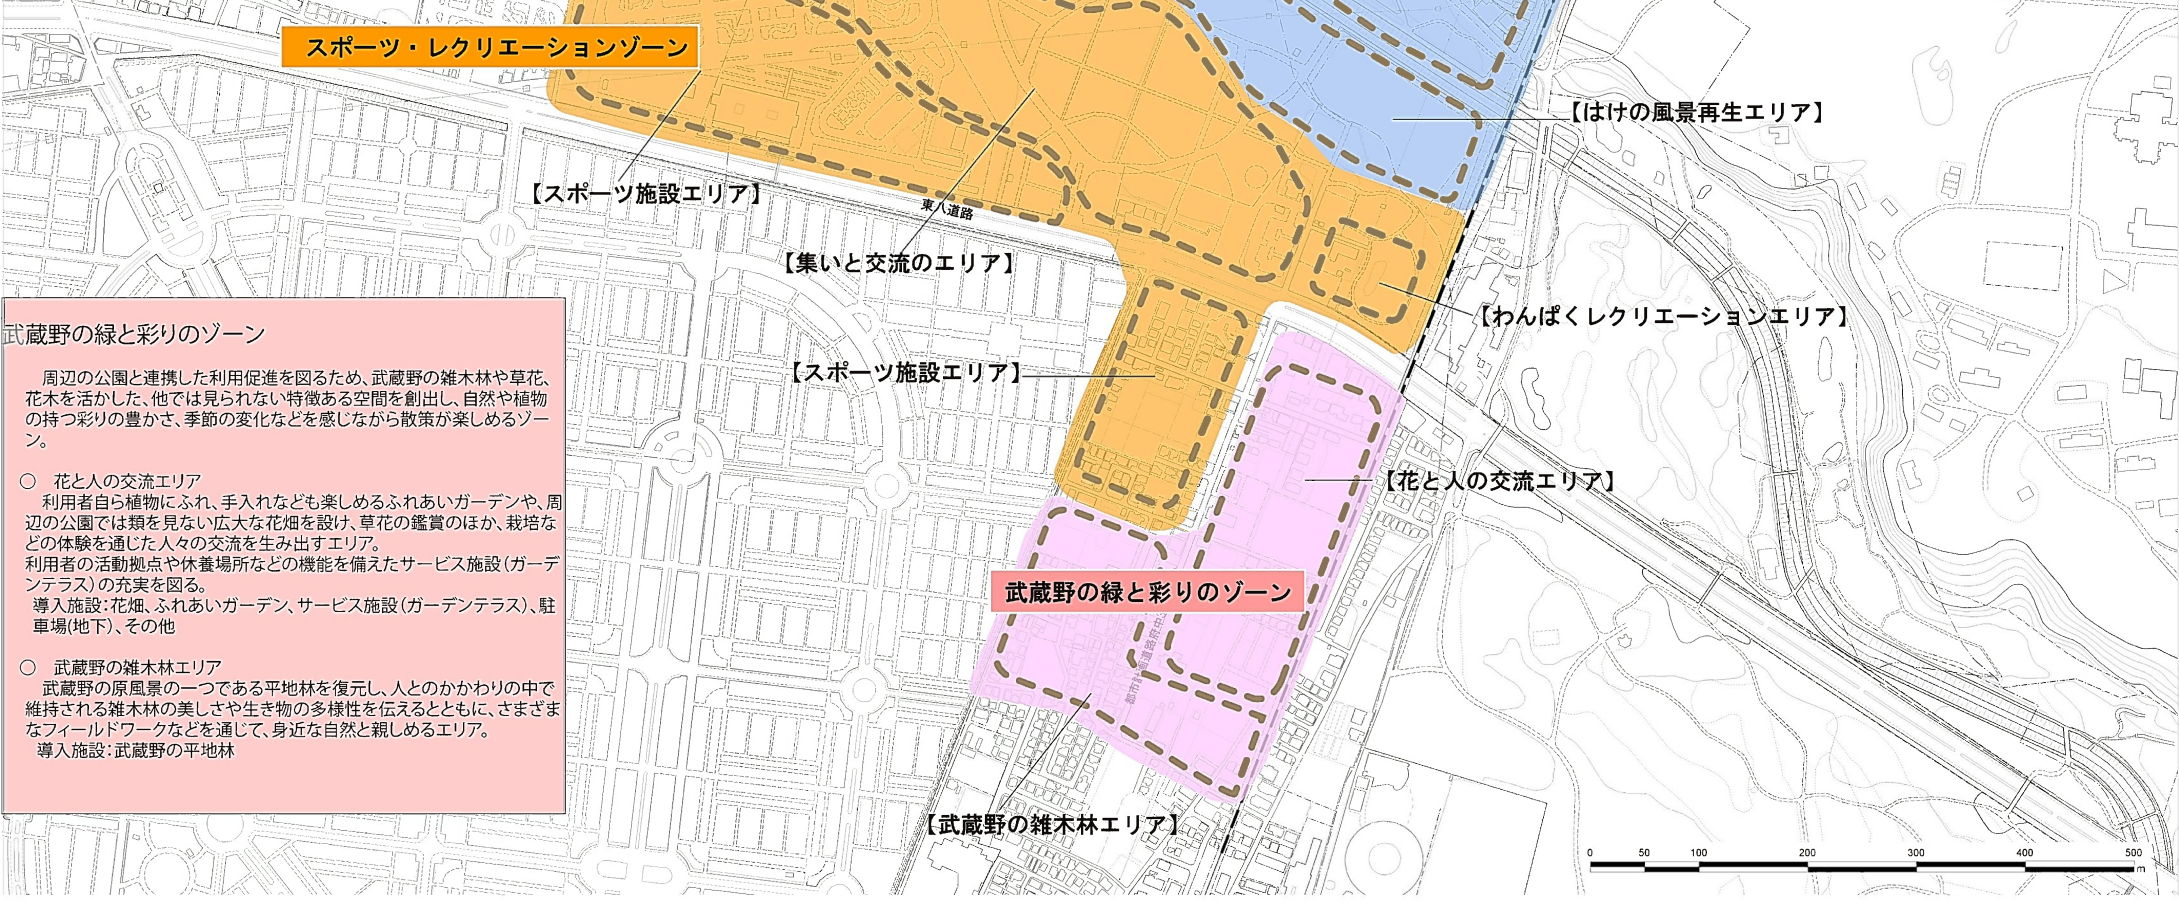 スポーツ・レクリエーションゾーン
【はけの風景再生エリア】
【スポーツ施設エリア】
東八道路
【集いと交流のエリア】
【わんぱくレクリエーションエリア】
【スポーツ施設エリア】
【花と人の交流エリア】
武蔵野の緑と彩りのゾーン
【武蔵野の雑木林エリア】
武蔵野の緑と彩りのゾーン
周辺の公園と連携した利用促進を図るため、武蔵野の雑木林や草花、
花木を活かした、他では見られない特徴ある空間を創出し、自然や植物
の持つ彩りの豊かさ、季節の変化などを感じながら散策が楽しめるゾー
ン。
○ 花と人の交流エリア
利用者自ら植物にふれ、手入れなども楽しめるふれあいガーデンや、周
辺の公園では類を見ない広大な花畑を設け、草花の鑑賞のほか、栽培な
どの体験を通じた人々の交流を生み出すエリア。
利用者の活動拠点や休養場所などの機能を備えたサービス施設(ガーデ
ンテラス)の充実を図る。
導入施設:花畑、ふれあいガーデン、サービス施設(ガーデンテラス)、駐
車場(地下)、その他
○ 武蔵野の雑木林エリア
武蔵野の原風景の一つである平地林を復元し、人とのかかわりの中で
維持される雑木林の美しさや生き物の多様性を伝えるとともに、さまざま
なフィールドワークなどを通じて、身近な自然と親しめるエリア。
導入施設:武蔵野の平地林
0 50 100 200 300 400 500
m